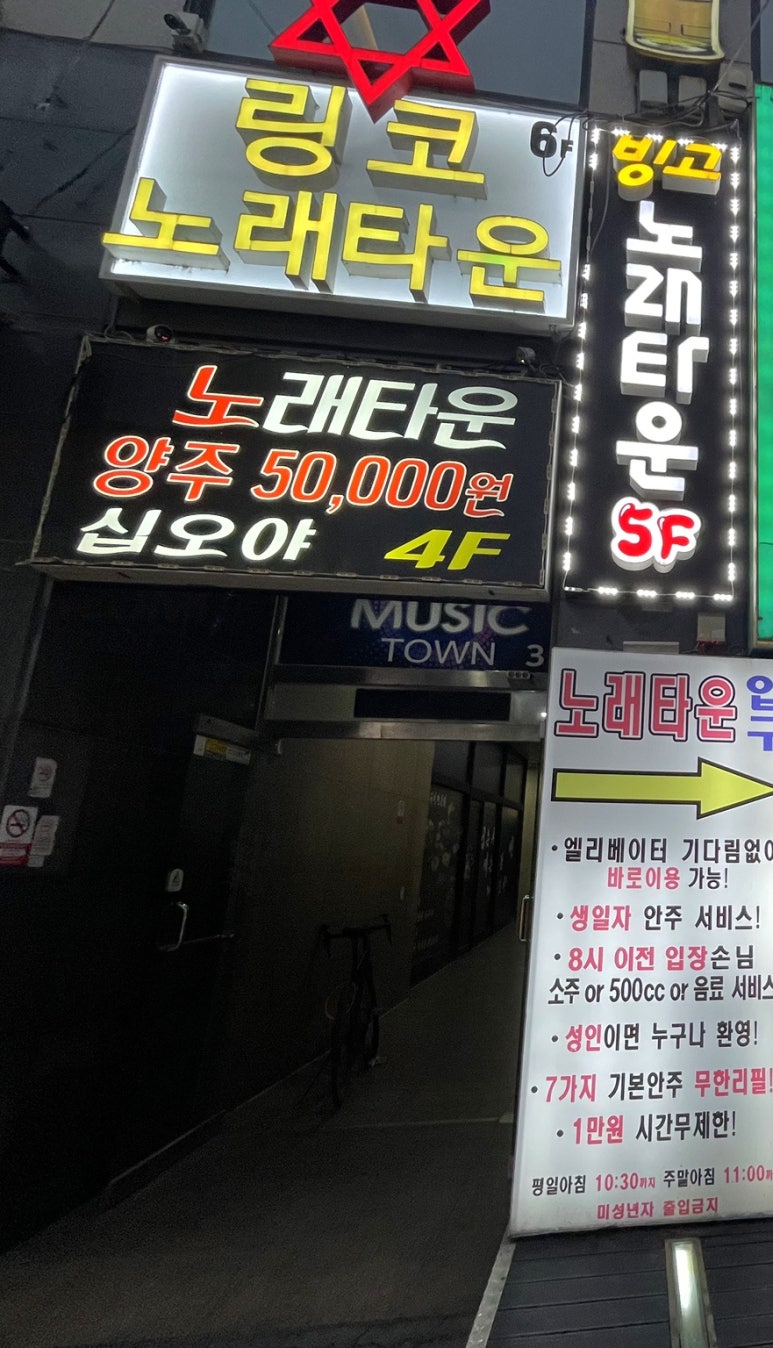 링코 6F
노래타운
빙고
노래타운
5F
노래타운
양주 50,000원
십오야 4F
MUSIC
TOWN 3
노래타운
·엘리베이터 기다림없이
바로이용 가능!
·생일자 안주 서비스!
·8시 이전 입장손님
소주 or 500cc or 음료 서비스
·성인이면 누구나 환영!
·7가지 기본안주 무한리필!
·1만원 시간무제한!
평일아침 10:30까지 주말아침 11:00까지
미성년자 출입금지